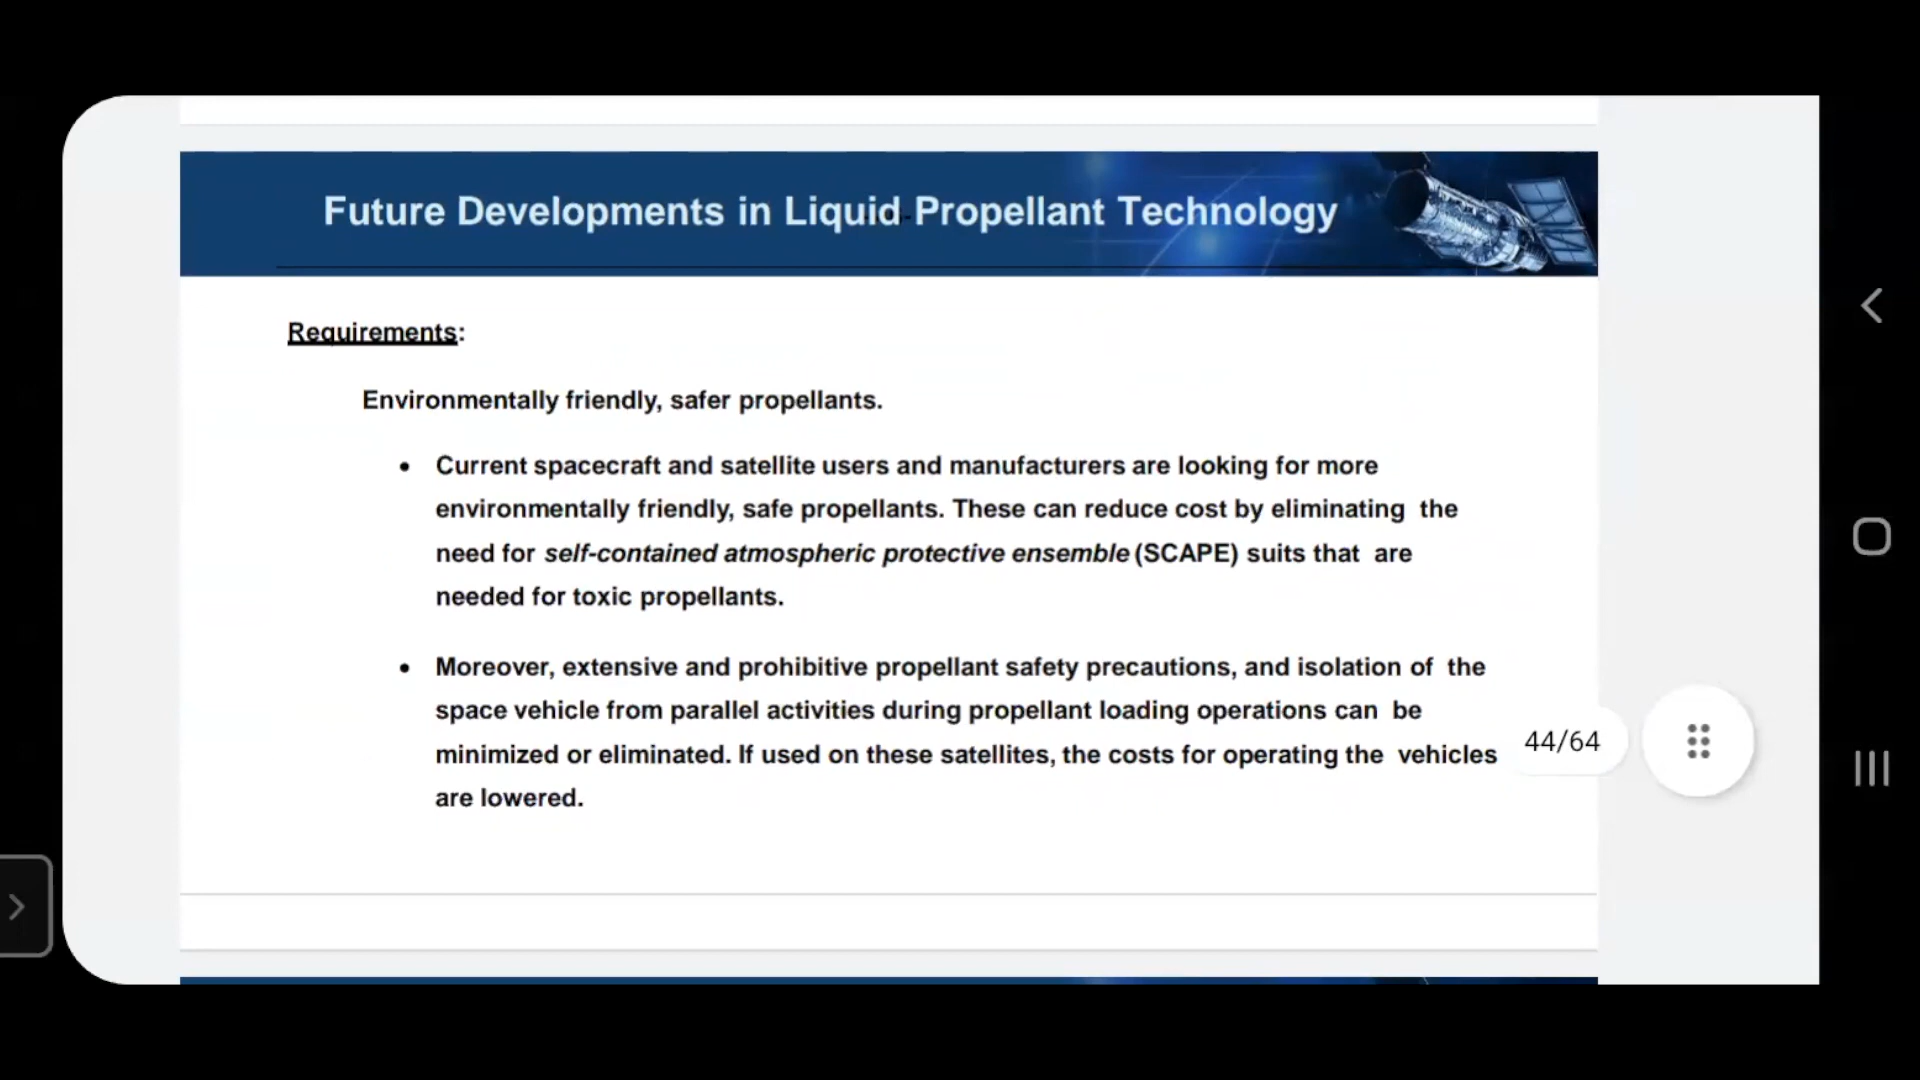 Future Developments in Liquid Propellant Technology
Requirements:
Environmentally friendly, safer propellants.
• Current spacecraft and satellite users and manufacturers are looking for more
environmentally friendly, safe propellants. These can reduce cost by eliminating the
need for self-contained atmospheric protective ensemble (SCAPE) suits that are
needed for toxic propellants.
• Moreover, extensive and prohibitive propellant safety precautions, and isolation of the
space vehicle from parallel activities during propellant loading operations can be
minimized or eliminated. If used on these satellites, the costs for operating the vehicles
are lowered.
44/64